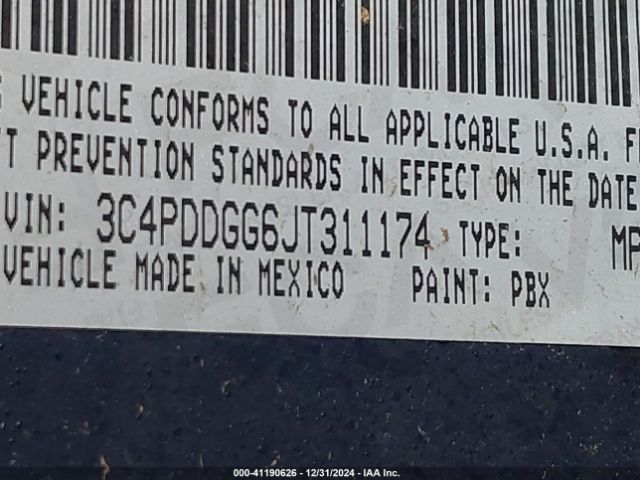 VEHICLE CONFORMS TO ALL APPLICABLE U.S.A.
PREVENTION STANDARDS IN EFFECT ON THE DATE
VIN: 3C4PDDGG6JT311174 TYPE: MP
VEHICLE MADE IN MEXICO PAINT: PBX
000-41190626 - 12/31/2024 - IAA Inc.